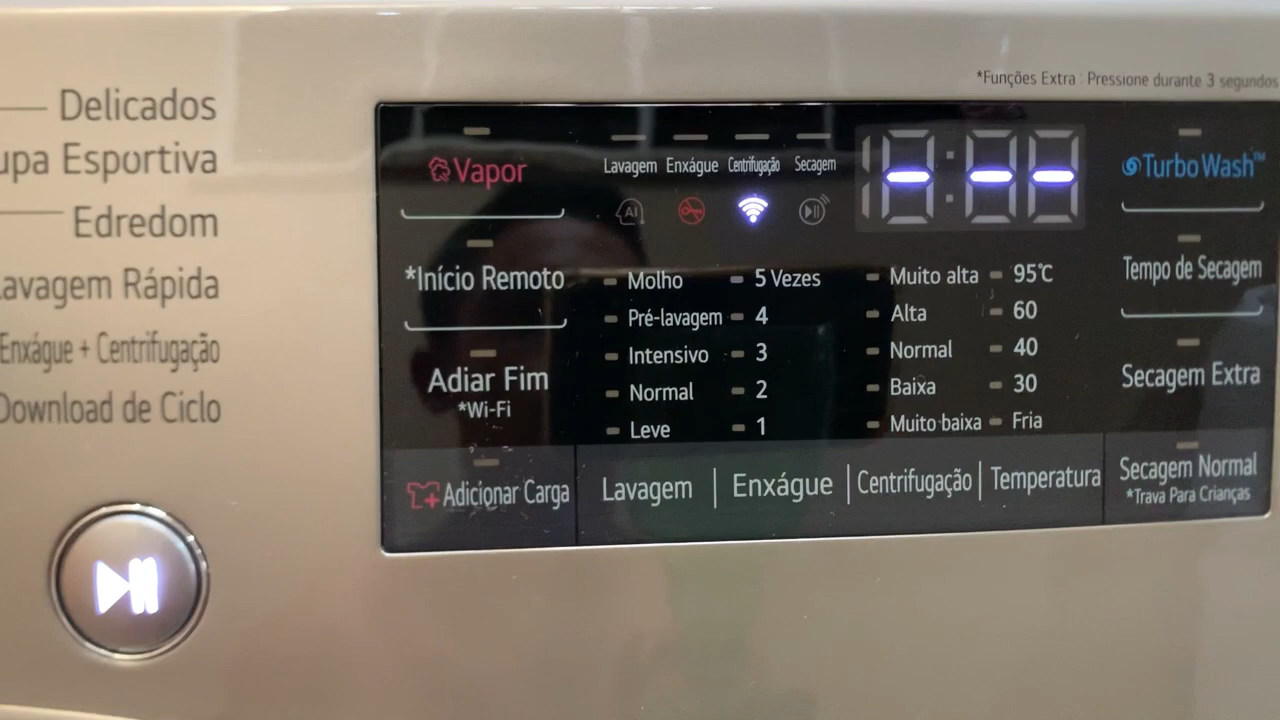 *Funções Extra : Pressione durante 3 segundos
Delicados
upa Esportiva
Edredom
Lavagem Rápida
Enxágue + Centrifugação
Download de Ciclo
Vapor
*Início Remoto
Adiar Fim
*Wi-Fi
Adicionar Carga
Lavagem Enxágue Centrifugação Secagem
AI
-:--
Molho
Pré-lavagem
Intensivo
Normal
Leve
5 Vezes
4
3
2
1
Muito alta
Alta
Normal
Baixa
Muito baixa
95°C
60
40
30
Fria
Lavagem | Enxágue | Centrifugação | Temperatura
TurboWash™
Tempo de Secagem
Secagem Extra
Secagem Normal
*Trava Para Crianças